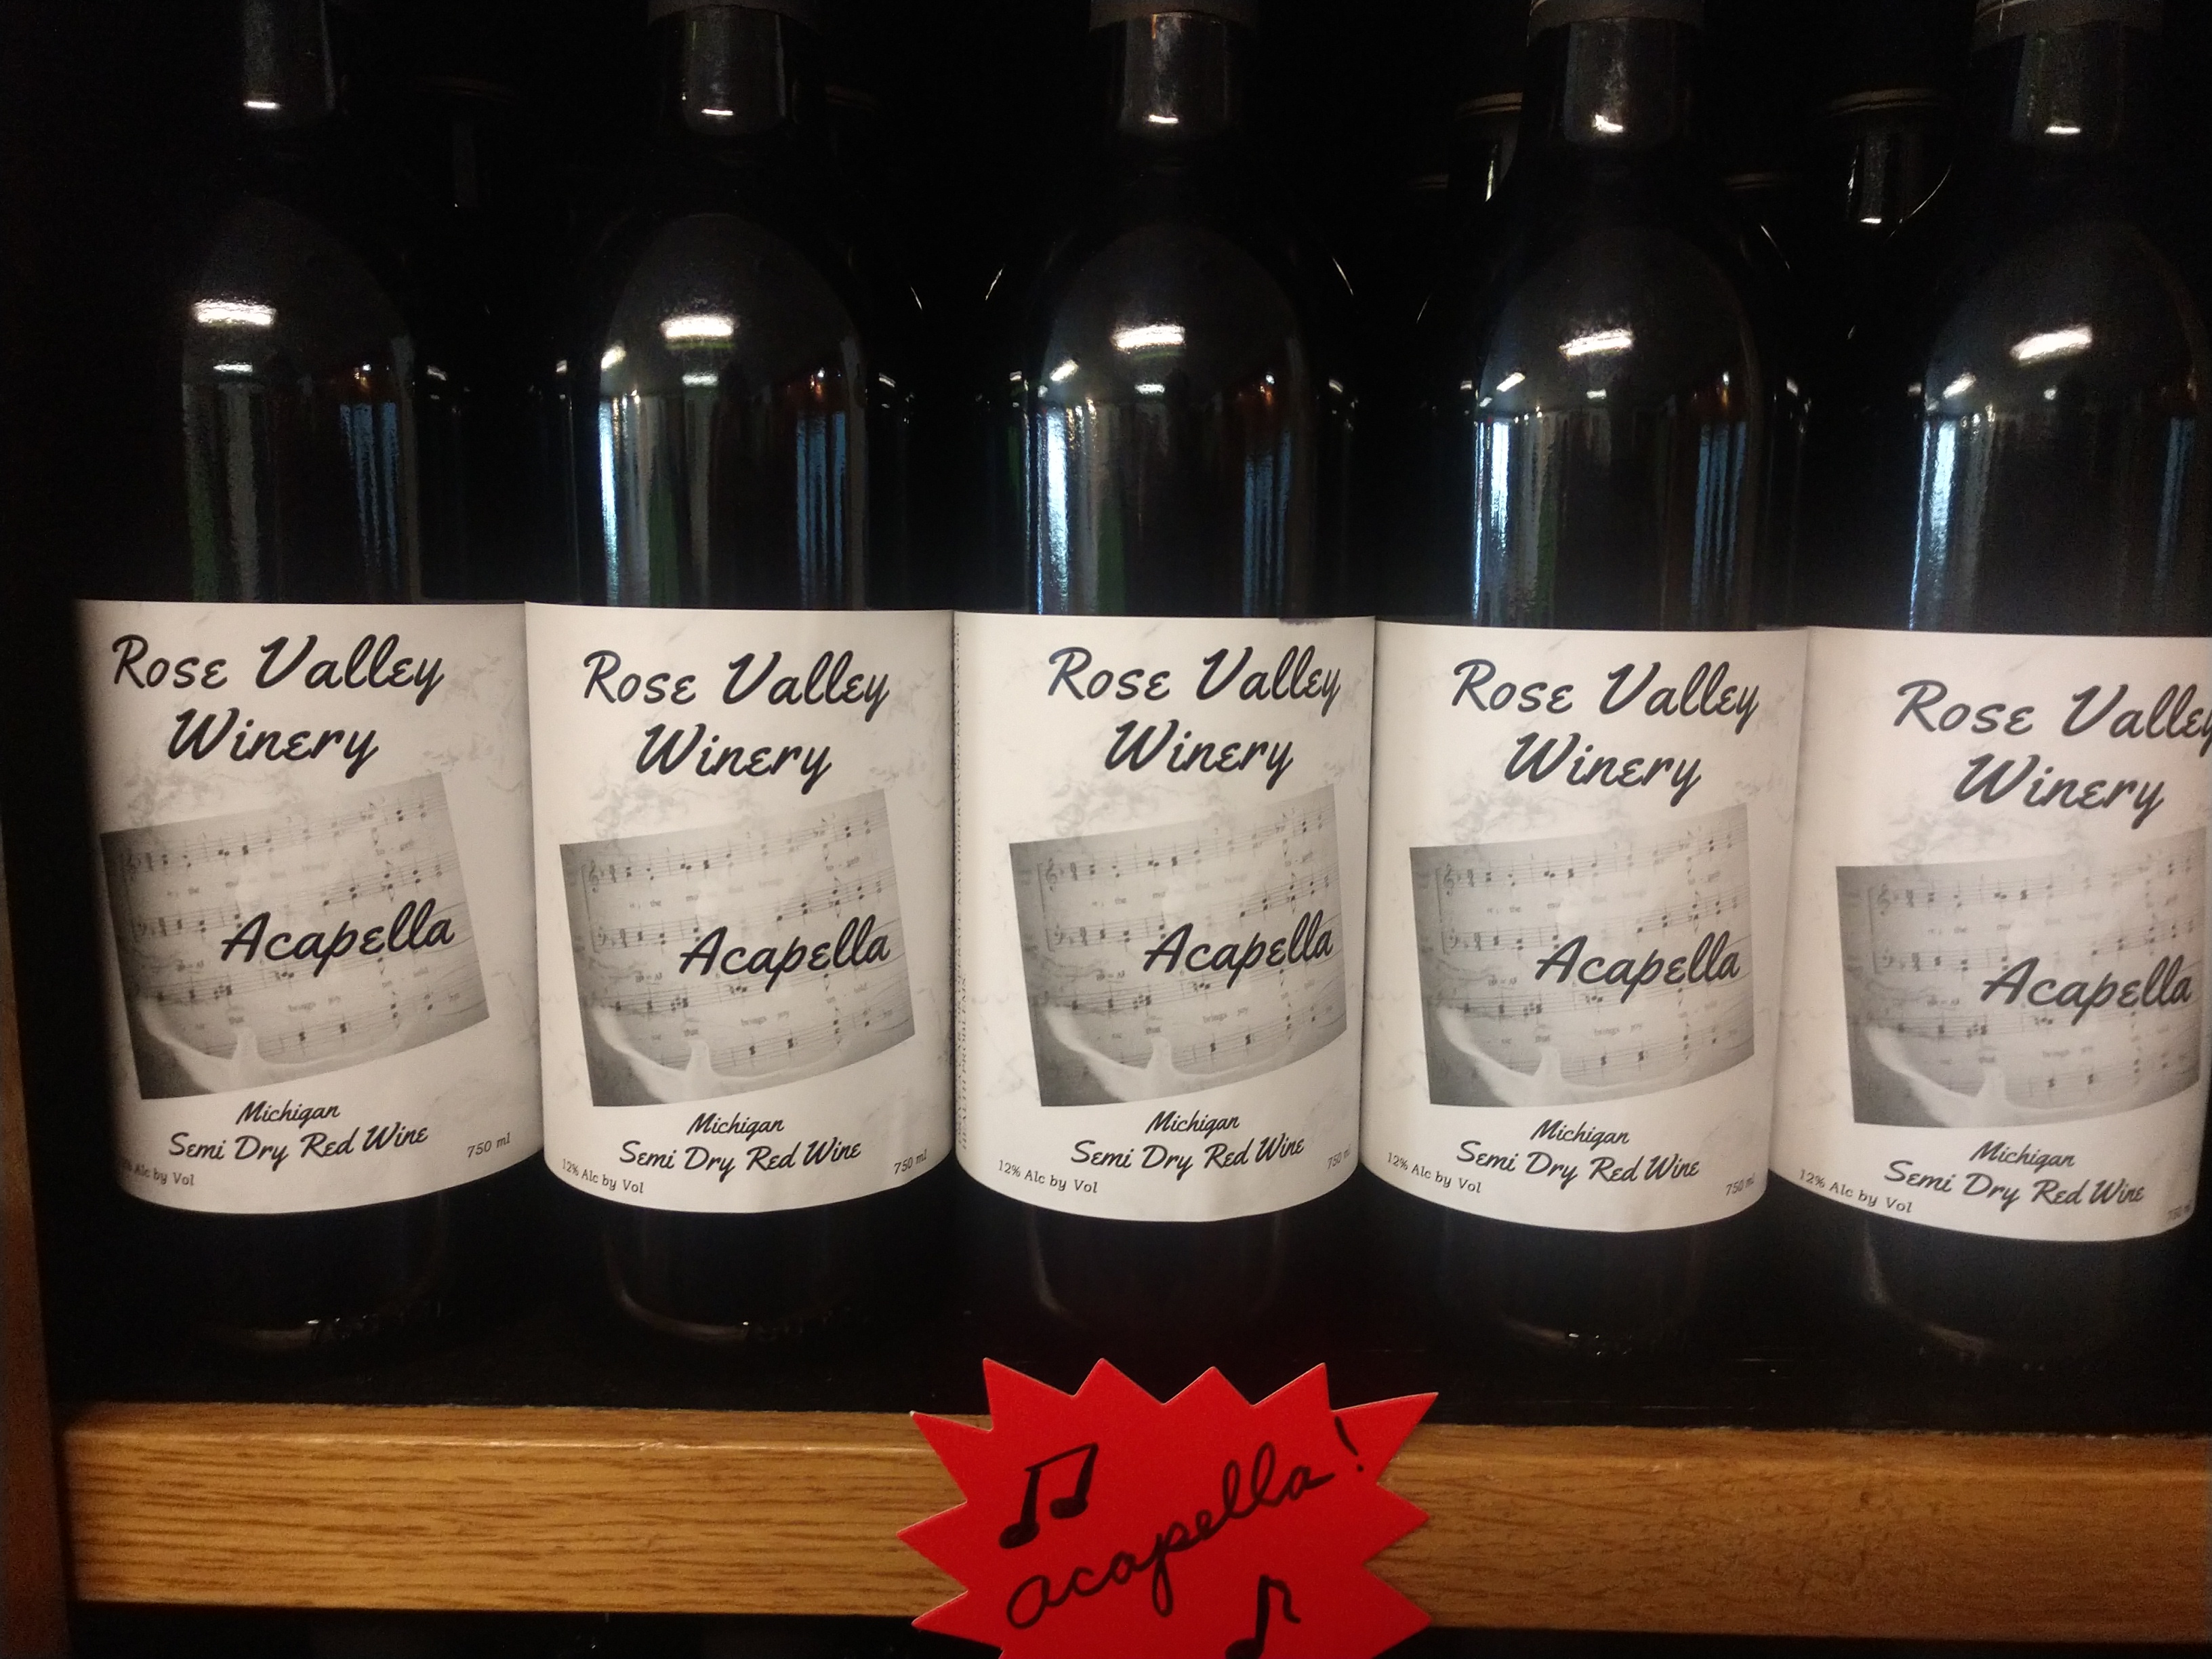 Rose Valley
Winery
Acapella
Michigan
Semi Dry Red Wine
Alc by Vol
750 ml
Rose Valley
Winery
Acapella
Michigan
Semi Dry Red Wine
12% Alc by Vol
750 ml
Rose Valley
Winery
Acapella
Michigan
Semi Dry Red Wine
12% Alc by Vol
750 ml
Rose Valley
Winery
Acapella
Michigan
Semi Dry Red Wine
12% Alc by Vol
750 ml
Rose Valley
Winery
Acapella
Michigan
Semi Dry Red Wine
12% Alc by Vol
750
acapella!